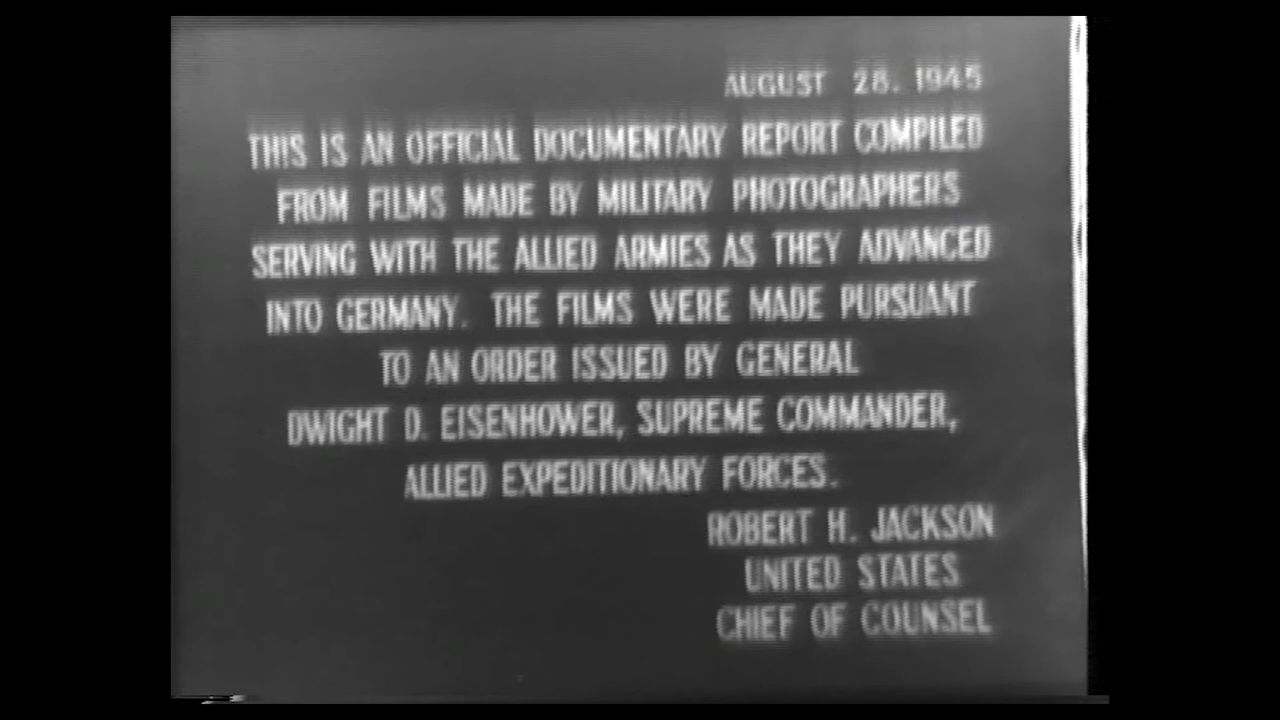 AUGUST 28. 1945
THIS IS AN OFFICIAL DOCUMENTARY REPORT COMPILED
FROM FILMS MADE BY MILITARY PHOTOGRAPHERS
SERVING WITH THE ALLIED ARMIES AS THEY ADVANCED
INTO GERMANY. THE FILMS WERE MADE PURSUANT
TO AN ORDER ISSUED BY GENERAL
DWIGHT D. EISENHOWER, SUPREME COMMANDER,
ALLIED EXPEDITIONARY FORCES.
ROBERT H. JACKSON
UNITED STATES
CHIEF OF COUNSEL